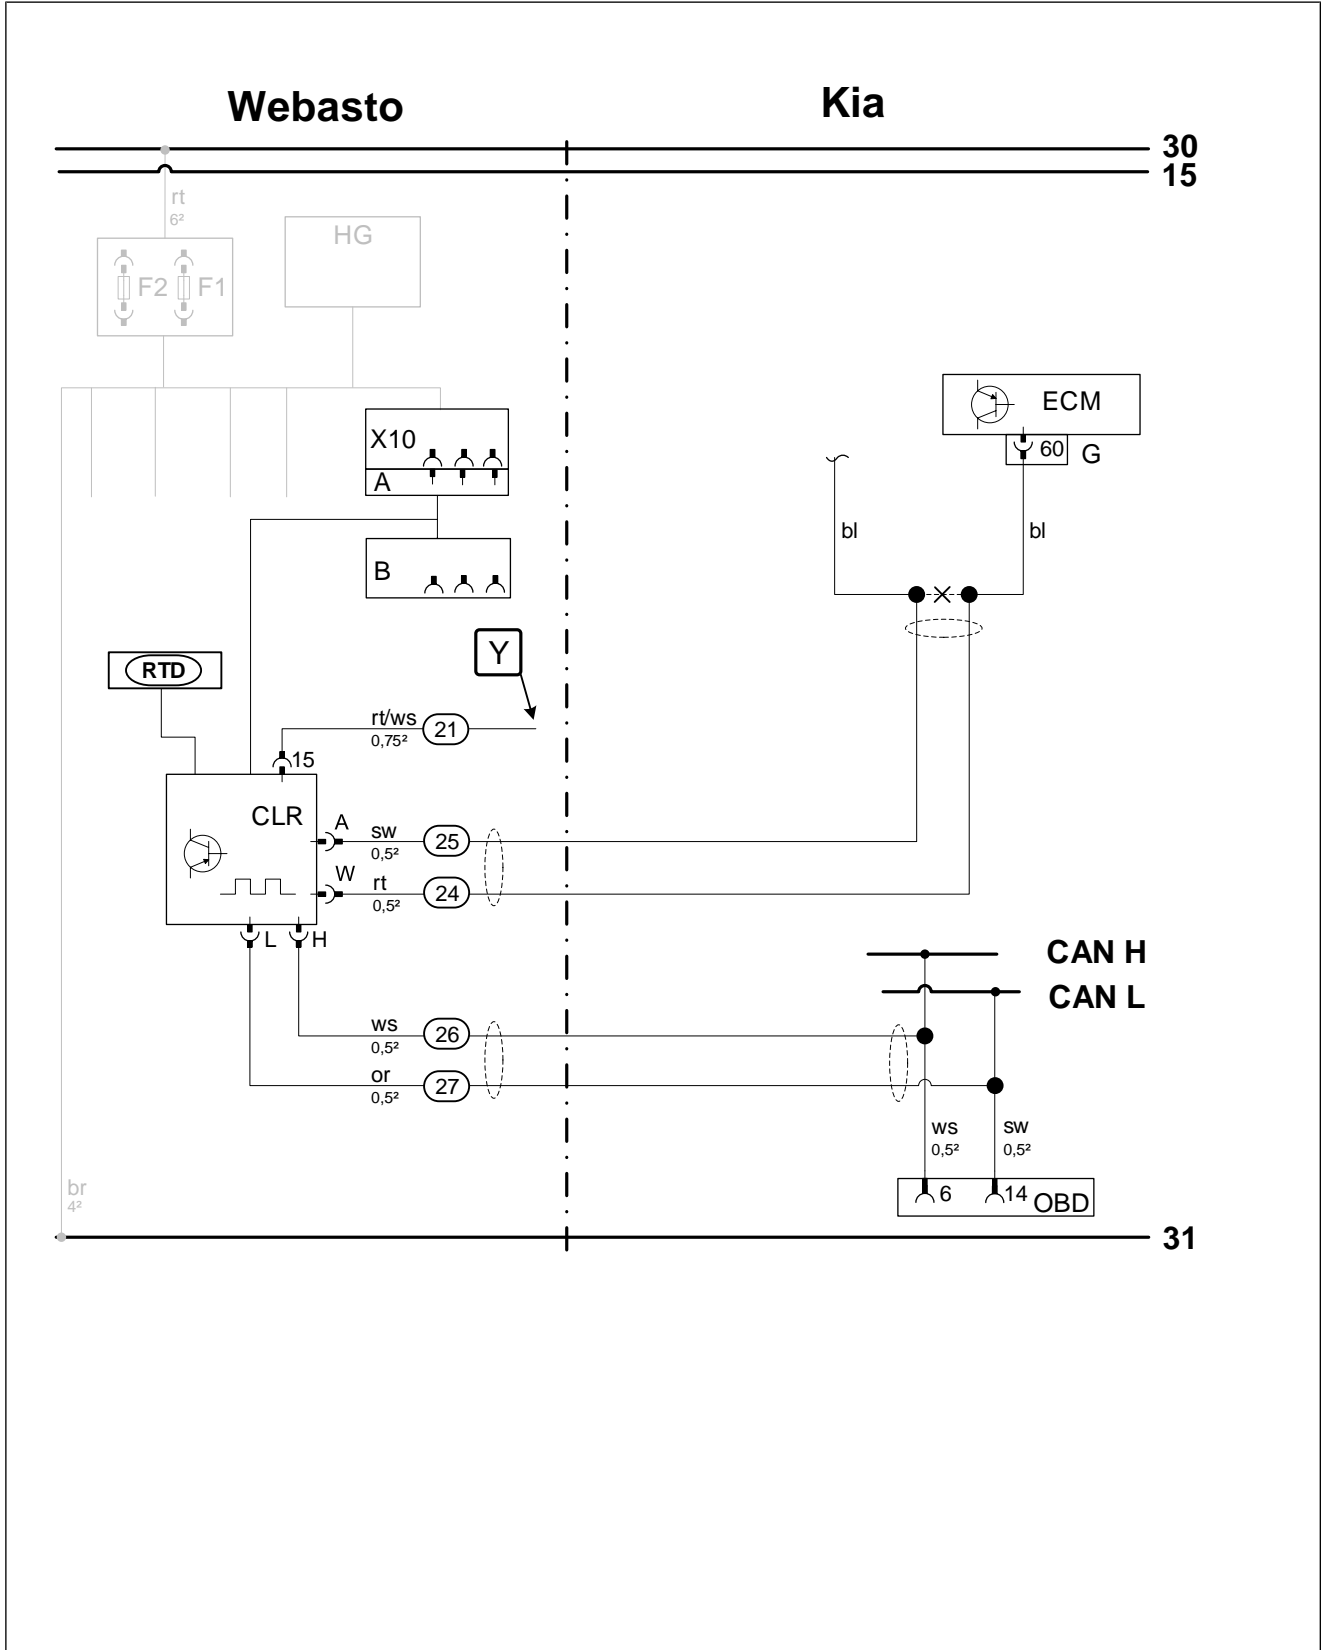 Webasto
Kia
30
15
rt
6²
HG
F2
F1
ECM
X10
60
G
A
bl
bl
B
Y
RTD
rt/ws
21
0,75²
15
CLR
A
sw
25
0,5²
W
rt
24
0,5²
L
H
CAN H
CAN L
ws
26
0,5²
or
27
0,5²
ws
0,5²
sw
0,5²
br
4²
6
14
OBD
31